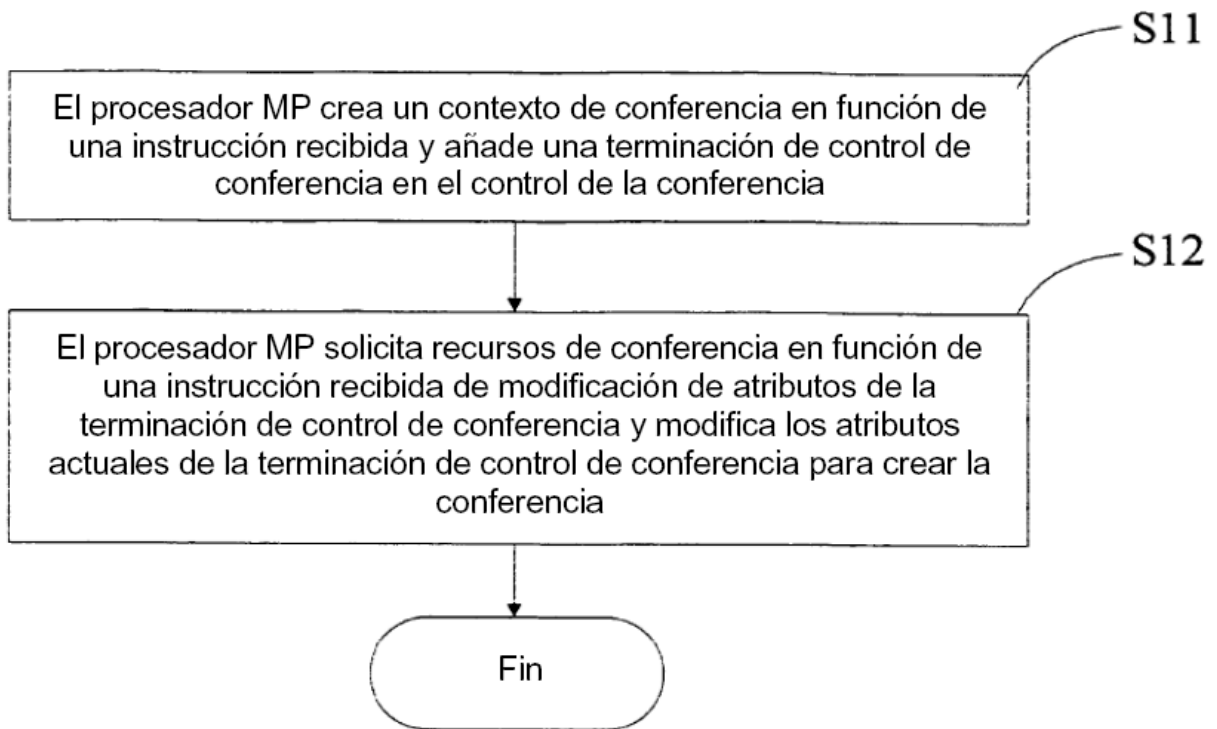 S11
El procesador MP crea un contexto de conferencia en función de
una instrucción recibida y añade una terminación de control de
conferencia en el control de la conferencia
S12
El procesador MP solicita recursos de conferencia en función de
una instrucción recibida de modificación de atributos de la
terminación de control de conferencia y modifica los atributos
actuales de la terminación de control de conferencia para crear la
conferencia
Fin